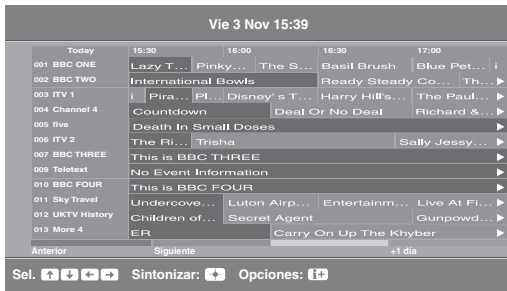 Vie 3 Nov 15:39
Today 15:30 16:00 16:30 17:00
001 BBC ONE Lazy T... Pinky... The S... Basil Brush Blue Pet... i
002 BBC TWO International Bowls Ready Steady Co... Th...
003 ITV 1 i Pira... Pl... Disney's T... Harry Hill's... The Paul...
004 Channel 4 Countdown Deal Or No Deal Richard &...
005 five Death In Small Doses
006 ITV 2 The Ri... Trisha Sally Jessy...
007 BBC THREE This is BBC THREE
009 Teletext No Event Information
010 BBC FOUR This is BBC FOUR
011 Sky Travel Undercove... Luton Airp... Entertainm... Live At Fi...
012 UKTV History Children of... Secret Agent Gunpowd...
013 More 4 ER Carry On Up The Khyber
Anterior Siguiente +1 día
Sel. Sintonizar: Opciones: i+